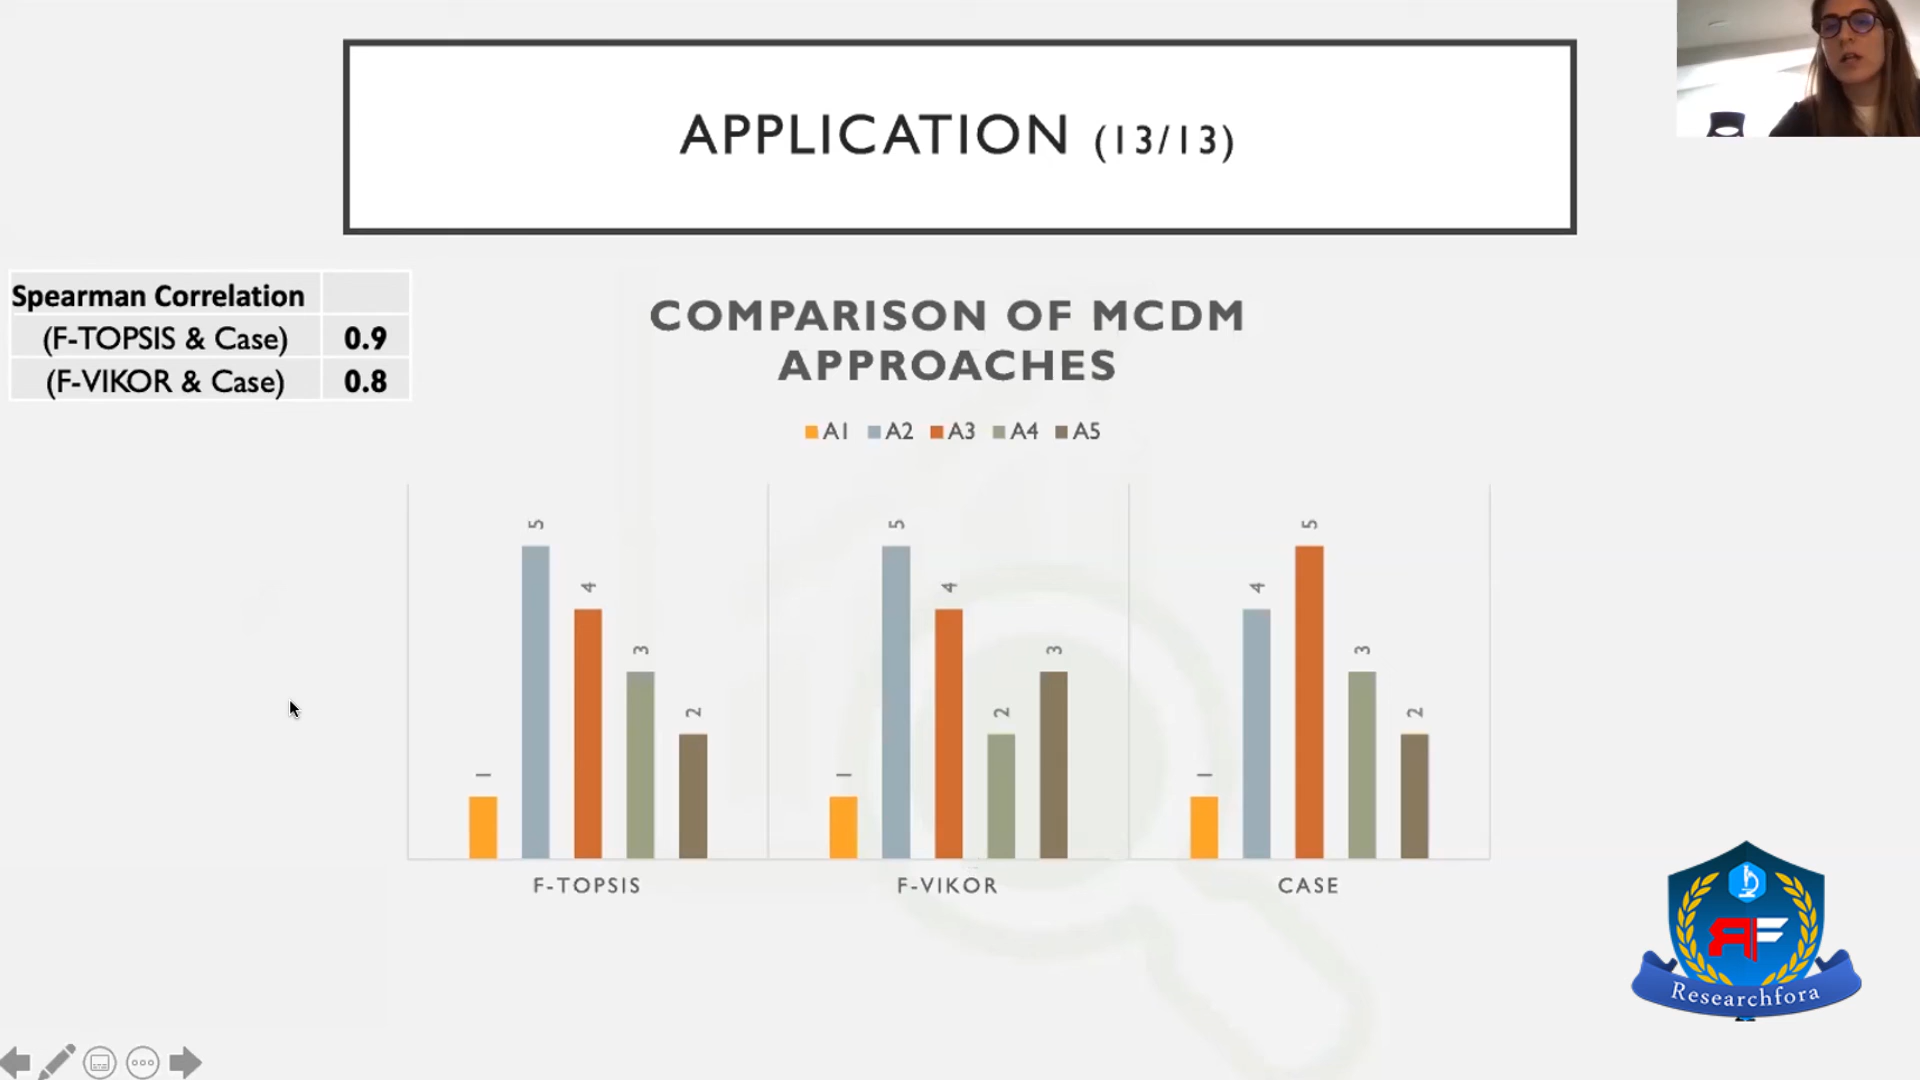 APPLICATION (13/13)
Spearman Correlation
(F-TOPSIS & Case) 0.9
(F-VIKOR & Case) 0.8
COMPARISON OF MCDM
APPROACHES
A1 A2 A3 A4 A5
1 5 4 3 2
1 5 4 2 3
1 4 5 3 2
F-TOPSIS F-VIKOR CASE
RF
Researchfora